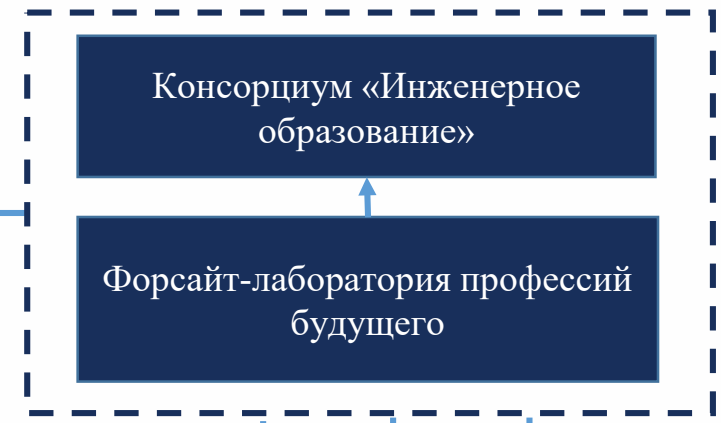 Консорциум «Инженерное
образование»
Форсайт-лаборатория профессий
будущего